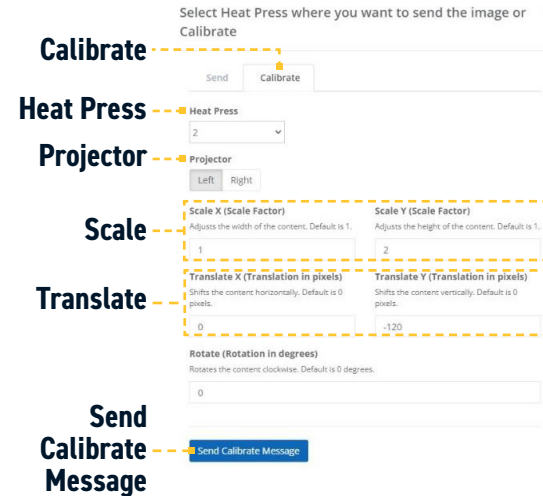 Select Heat Press where you want to send the image or
Calibrate
Calibrate
Send Calibrate
Heat Press
Heat Press
2
Projector
Projector
Left Right
Scale
Scale X (Scale Factor) Scale Y (Scale Factor)
Adjusts the width of the content. Default is 1. Adjusts the height of the content. Default is 1.
1 2
Translate
Translate X (Translation in pixels) Translate Y (Translation in pixels)
Shifts the content horizontally. Default is 0 Shifts the content vertically. Default is 0
pixels. pixels.
0 -120
Rotate (Rotation in degrees)
Rotates the content clockwise. Default is 0 degrees.
0
Send
Calibrate
Message
Send Calibrate Message